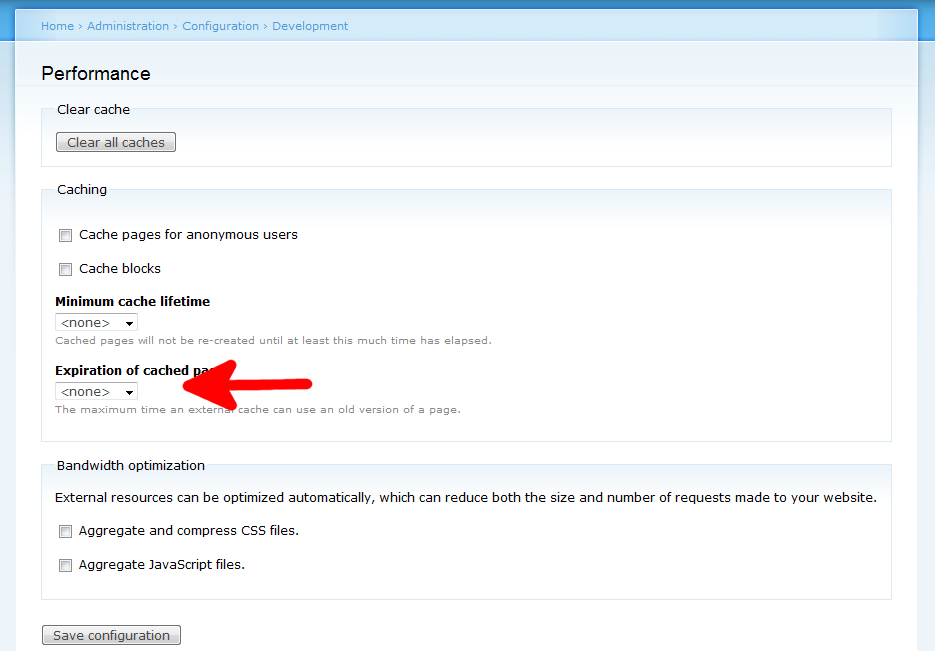 Home › Administration › Configuration › Development
Performance
Clear cache
Clear all caches
Caching
Cache pages for anonymous users
Cache blocks
Minimum cache lifetime
<none>
Cached pages will not be re-created until at least this much time has elapsed.
Expiration of cached
<none>
The maximum time an external cache can use an old version of a page.
Bandwidth optimization
External resources can be optimized automatically, which can reduce both the size and number of requests made to your website.
Aggregate and compress CSS files.
Aggregate JavaScript files.
Save configuration